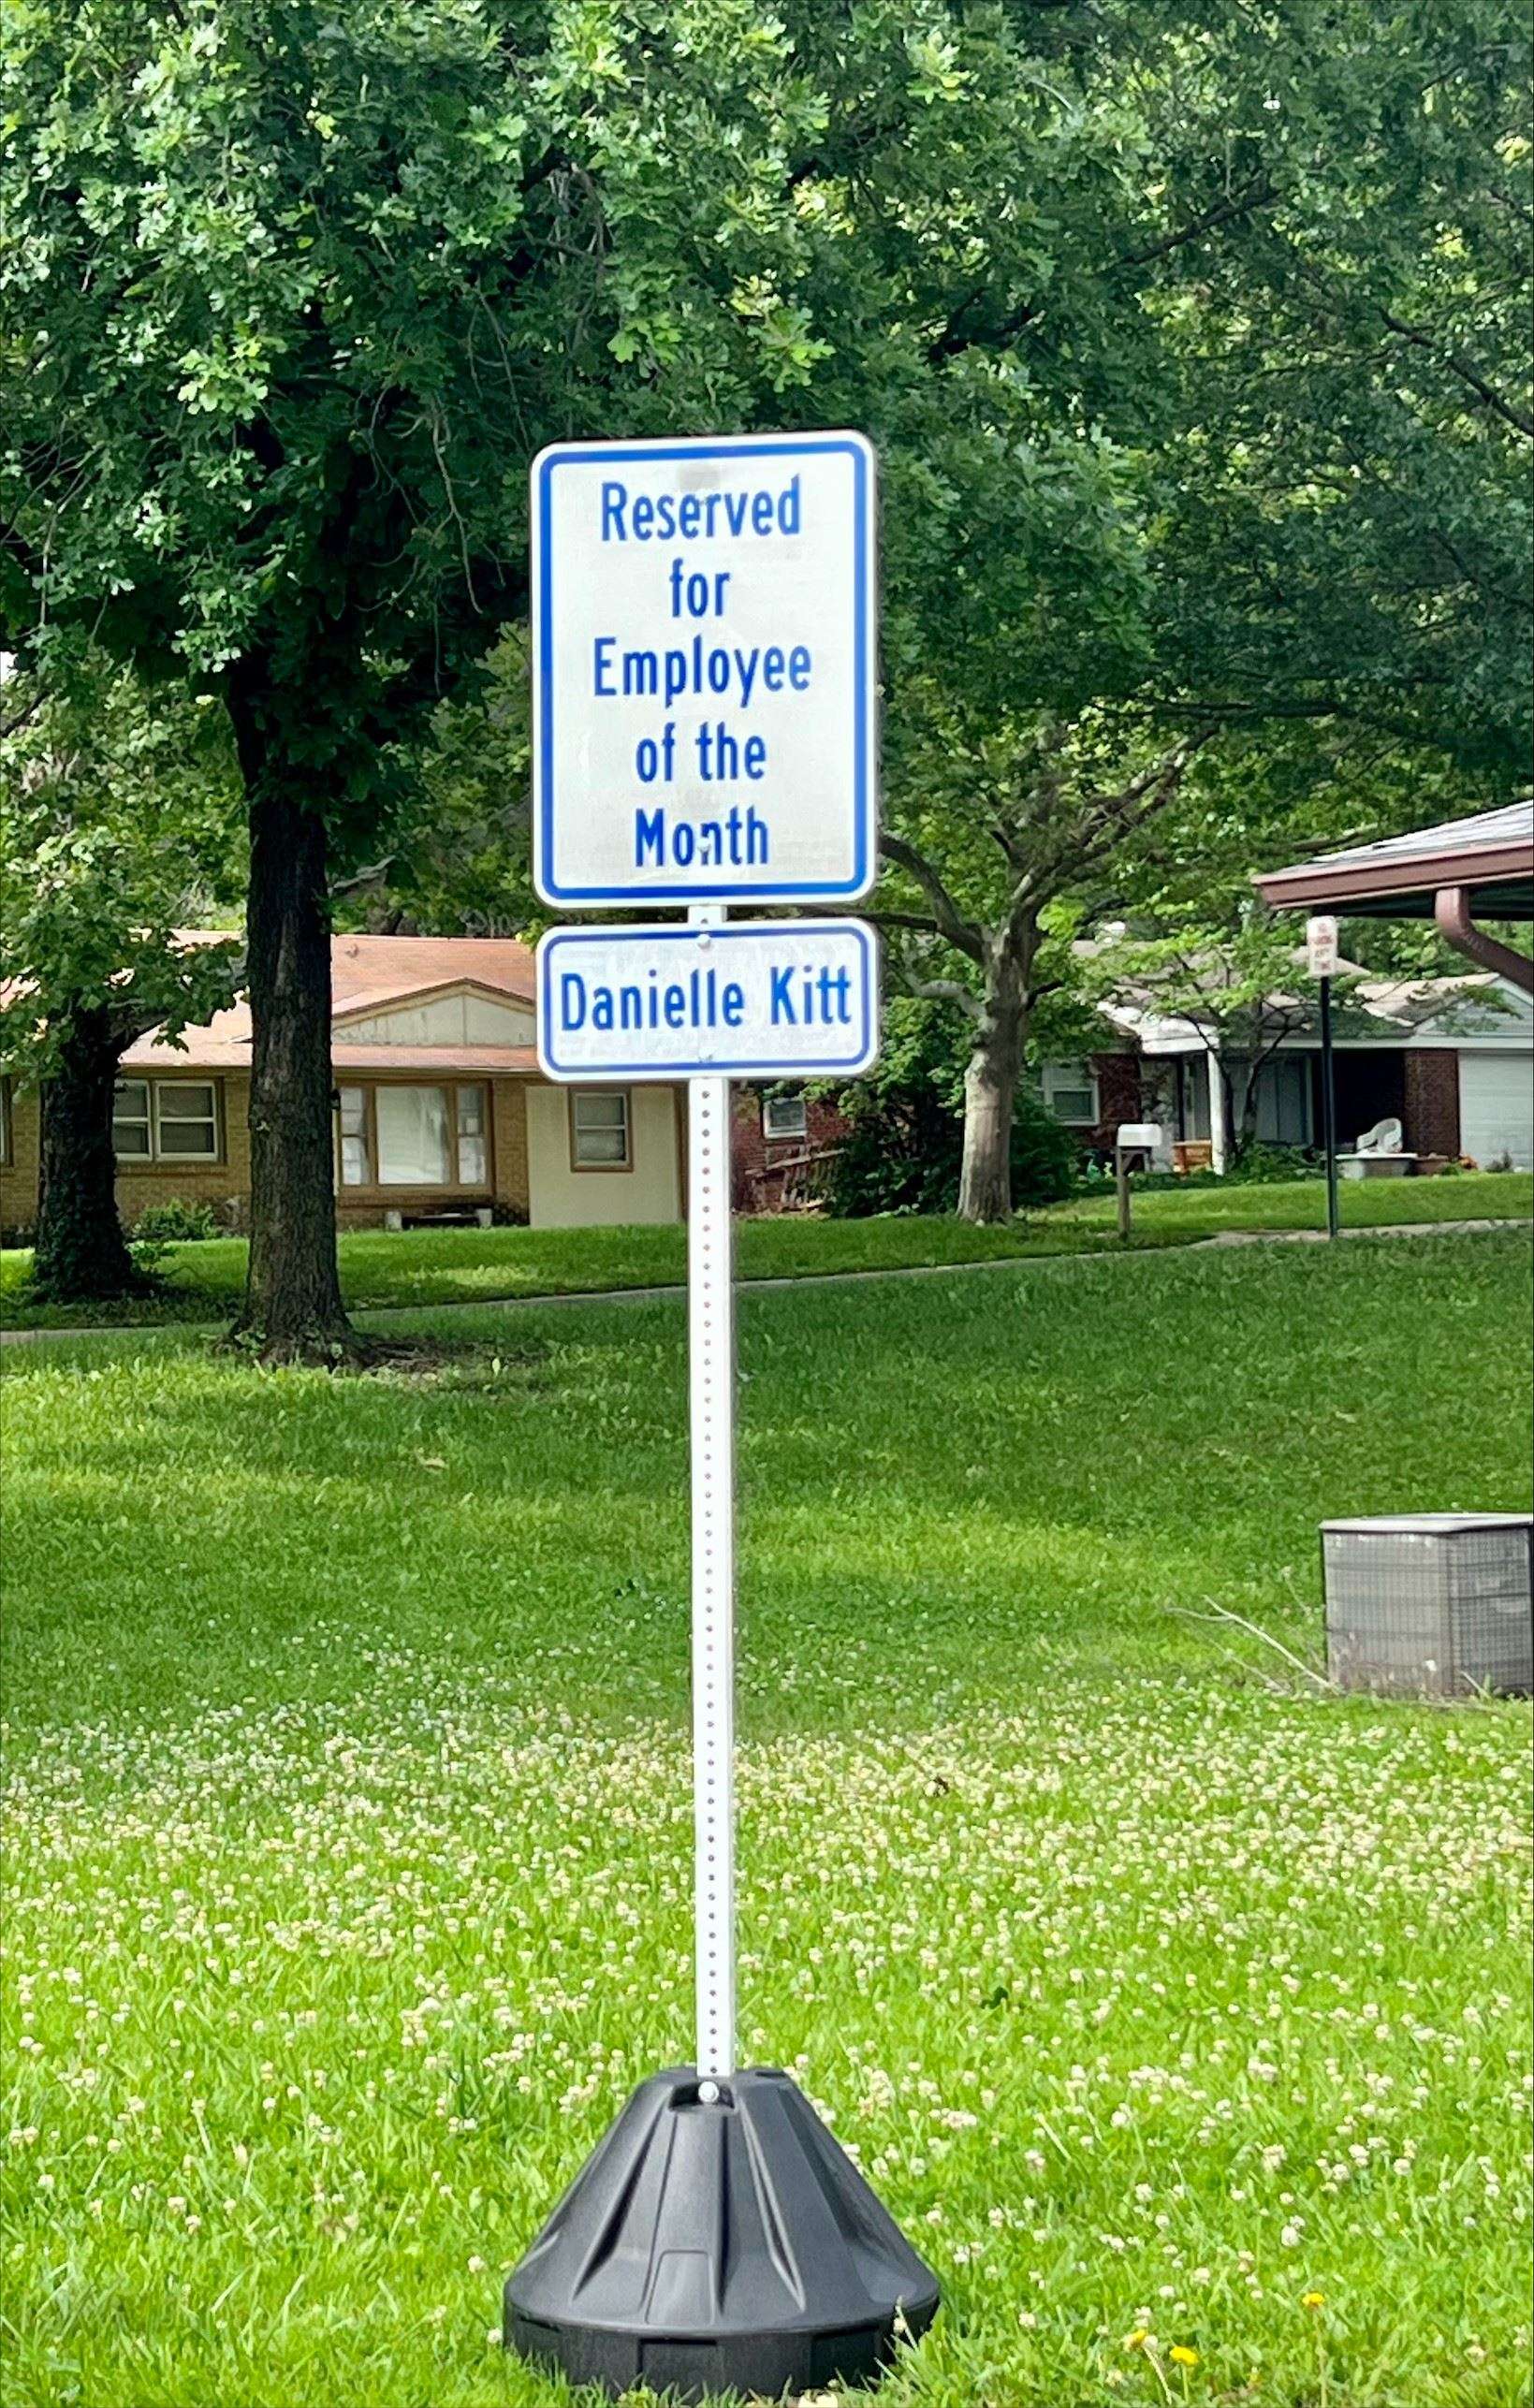 Reserved
for
Employee
of the
Month
Danielle Kitt